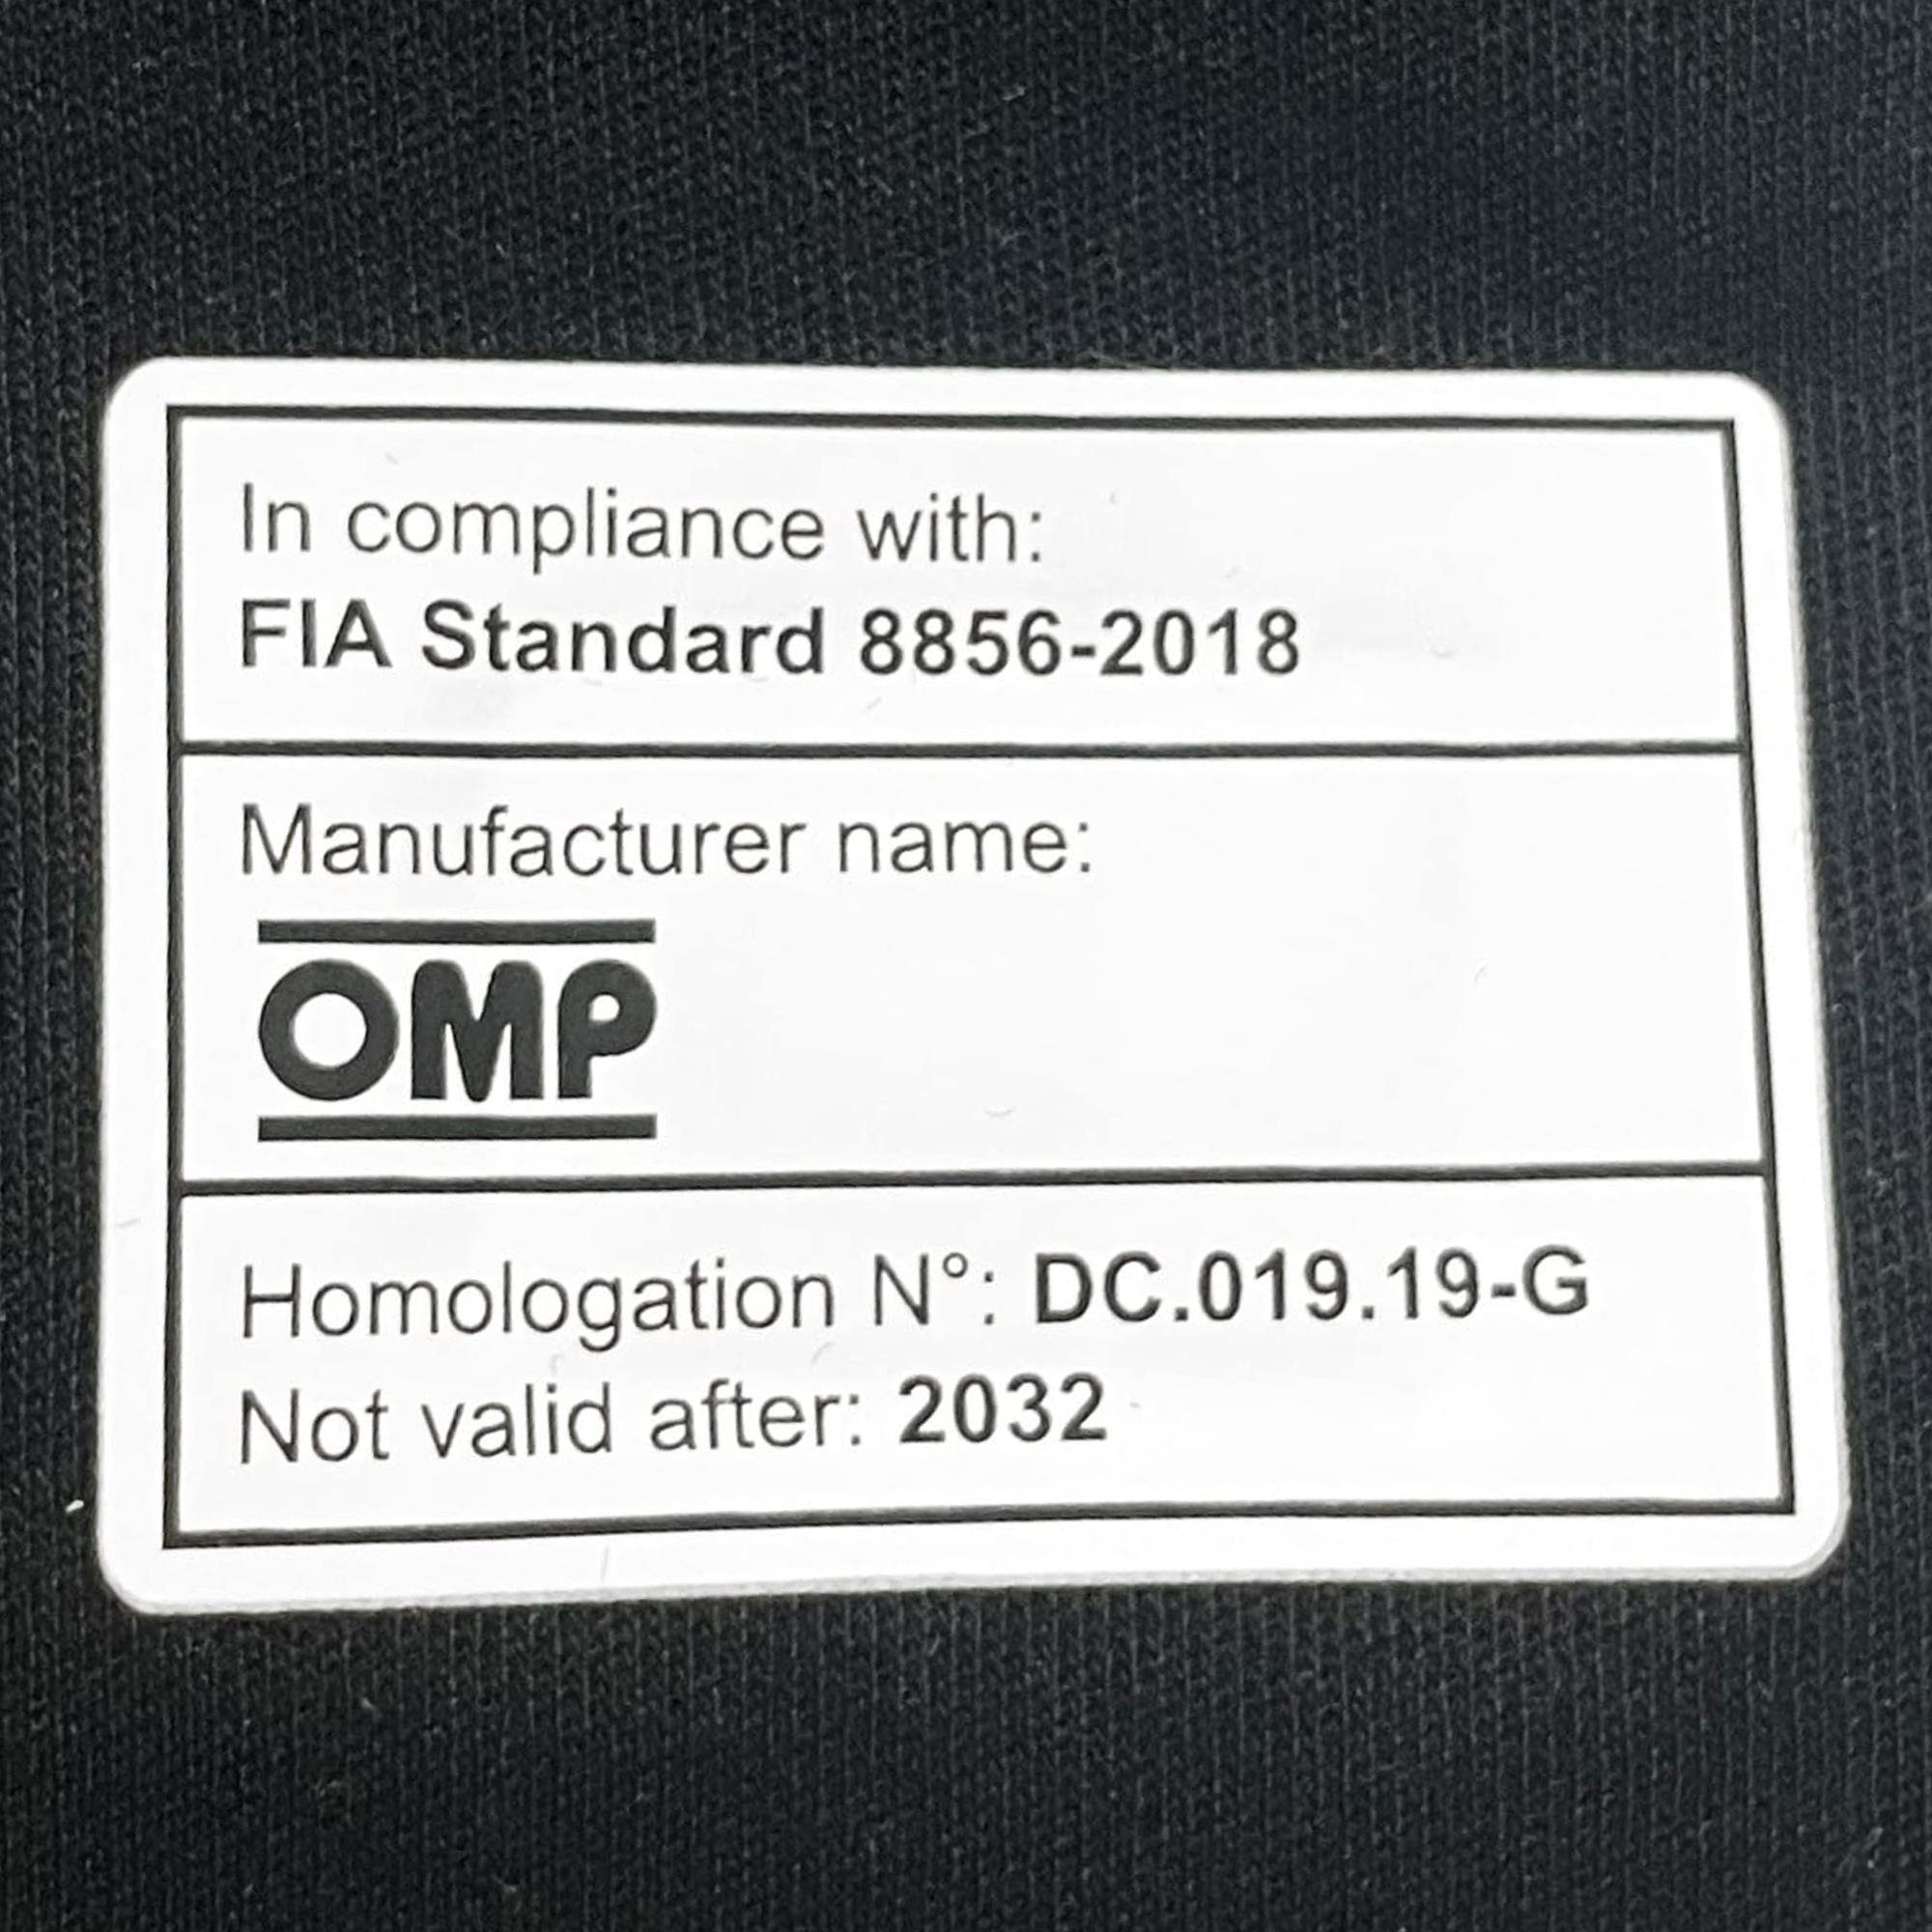 In compliance with:
FIA Standard 8856-2018
Manufacturer name:
OMP
Homologation N°: DC.019.19-G
Not valid after: 2032